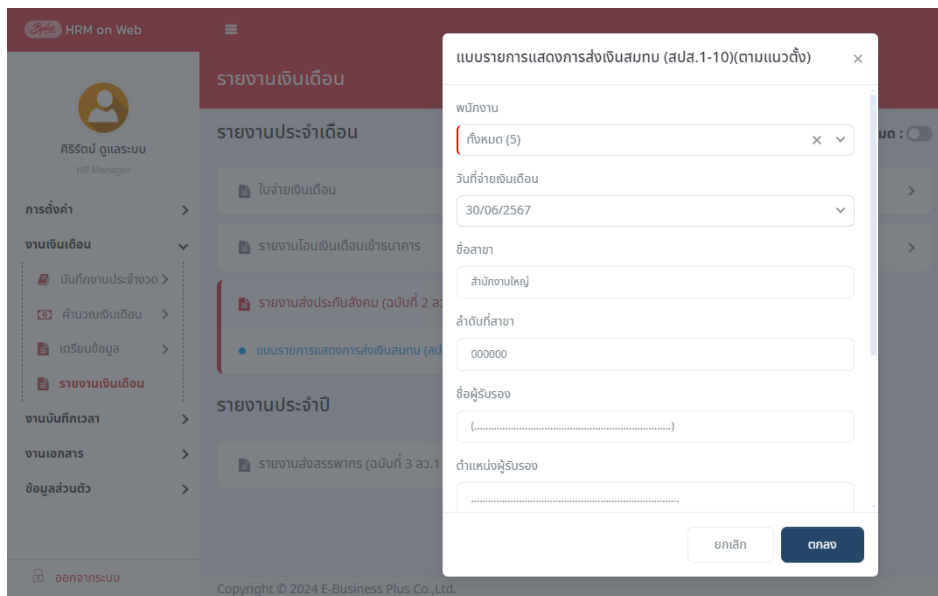 Bplus HRM on Web
ศิริรัตน์ ดูแลระบบ
HR Manager
การตั้งค่า
งานเงินเดือน
บันทึกงานประจำงวด
คำนวณเงินเดือน
เตรียมข้อมูล
รายงานเงินเดือน
งานบันทึกเวลา
งานเอกสาร
ข้อมูลส่วนตัว
ออกจากระบบ
รายงานเงินเดือน
รายงานประจำเดือน
มด :
ใบจ่ายเงินเดือน
รายงานโอนเงินเดือนเข้าธนาคาร
รายงานส่งประกันสังคม (ฉบับที่ 2 ลว
แบบรายการแสดงการส่งเงินสมทบ (สป
รายงานประจำปี
รายงานส่งสรรพากร (ฉบับที่ 3 ลว.1
Copyright © 2024 E-Business Plus Co.,Ltd.
แบบรายการแสดงการส่งเงินสมทบ (สปส.1-10)(ตามแนวตั้ง)
พนักงาน
ทั้งหมด (5)
วันที่จ่ายเงินเดือน
30/06/2567
ชื่อสาขา
สำนักงานใหญ่
ลำดับที่สาขา
000000
ชื่อผู้รับรอง
(......................................................................)
ตำแหน่งผู้รับรอง
..........................................................................
ยกเลิก
ตกลง